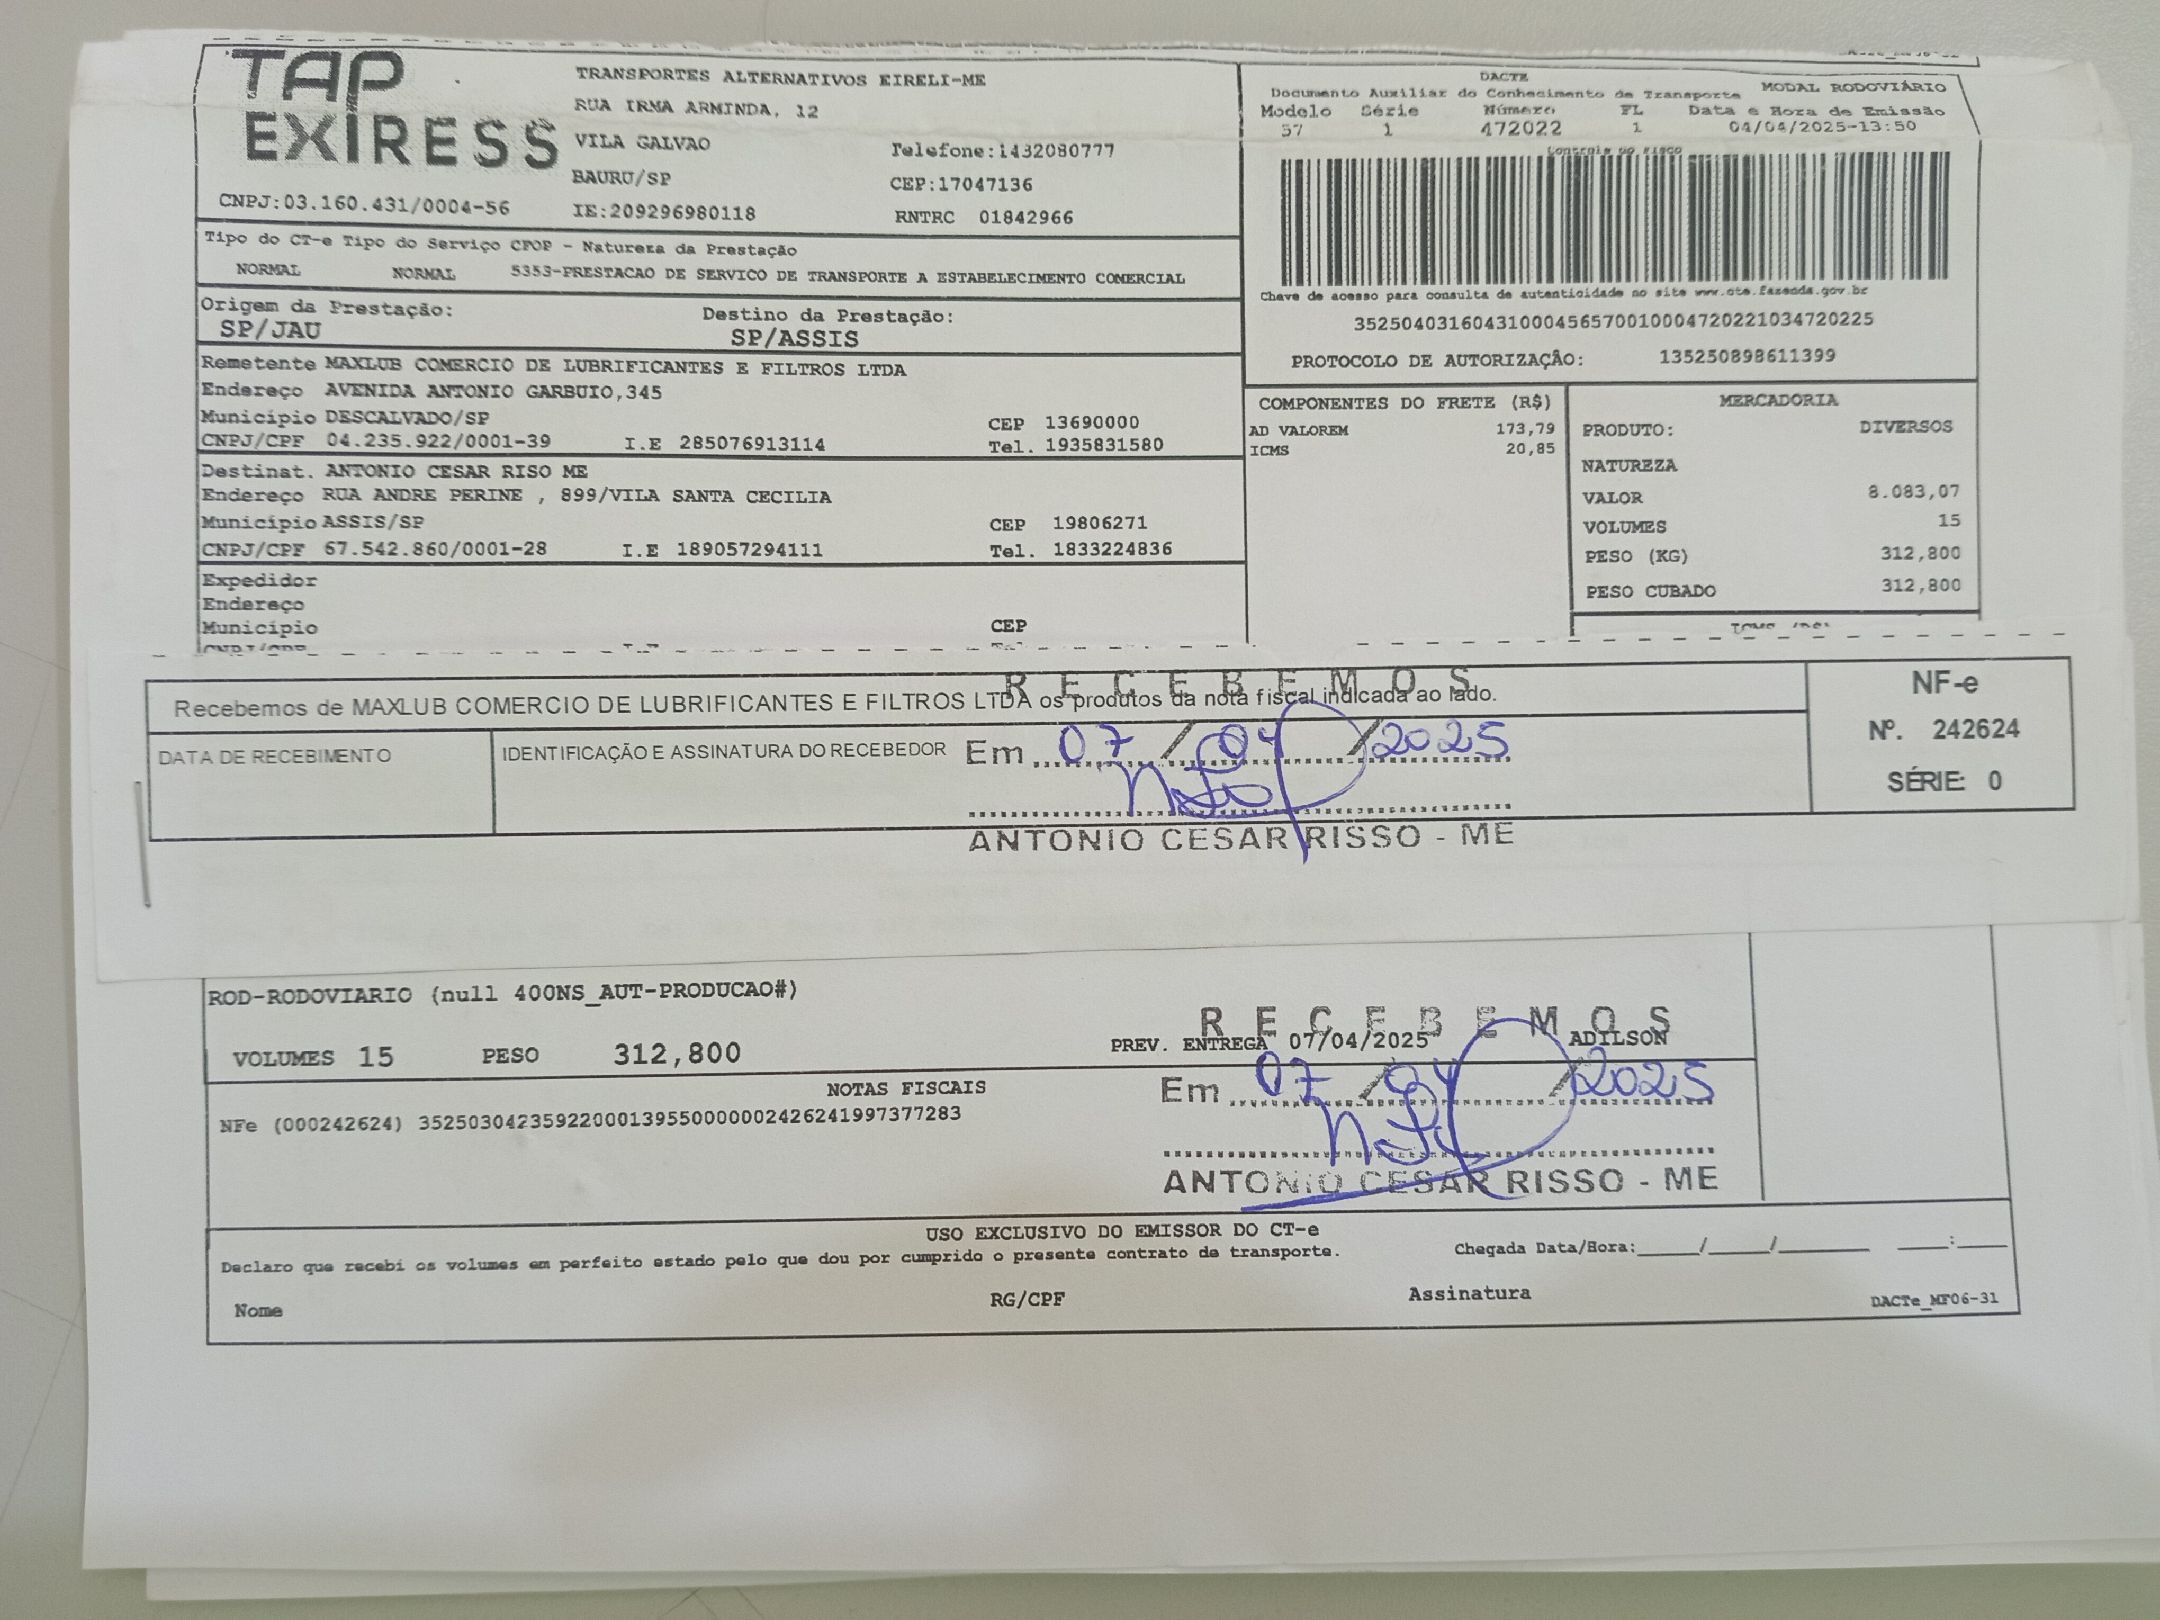 TAP
EXIRESS
TRANSPORTES ALTERNATIVOS EIRELI-ME
RUA IRMA ARMINDA, 12
VILA GALVAO Telefone:1432080777
BAURU/SP CEP:17047136
CNPJ:03.160.431/0004-56 IE:209296980118 RNTRC 01842966
DACTE
Documento Auxiliar do Conhecimento de Transporte MODAL RODOVIÁRIO
Modelo Série Número FL Data e Hora de Emissão
57 1 472022 1 04/04/2025-13:50
Controle do Fisco
Chave de acesso para consulta de autenticidade no site www.cte.fazenda.gov.br
35250403160431000456570010004720221034720225
PROTOCOLO DE AUTORIZAÇÃO: 135250898611399
Tipo do CT-e Tipo do Serviço CFOP - Natureza da Prestação
NORMAL NORMAL 5353-PRESTACAO DE SERVICO DE TRANSPORTE A ESTABELECIMENTO COMERCIAL
Origem da Prestação: Destino da Prestação:
SP/JAU SP/ASSIS
Remetente MAXLUB COMERCIO DE LUBRIFICANTES E FILTROS LTDA
Endereço AVENIDA ANTONIO GARBUIO,345
Município DESCALVADO/SP CEP 13690000
CNPJ/CPF 04.235.922/0001-39 I.E 285076913114 Tel. 1935831580
Destinat. ANTONIO CESAR RISO ME
Endereço RUA ANDRE PERINE , 899/VILA SANTA CECILIA
Município ASSIS/SP CEP 19806271
CNPJ/CPF 67.542.860/0001-28 I.E 189057294111 Tel. 1833224836
Expedidor
Endereço
Município CEP
COMPONENTES DO FRETE (R$)
AD VALOREM 173,79
ICMS 20,85
MERCADORIA
PRODUTO: DIVERSOS
NATUREZA
VALOR 8.083,07
VOLUMES 15
PESO (KG) 312,800
PESO CUBADO 312,800
RECEBEMOS
Recebemos de MAXLUB COMERCIO DE LUBRIFICANTES E FILTROS LTDA os produtos da nota fiscal indicada ao lado.
DATA DE RECEBIMENTO IDENTIFICAÇÃO E ASSINATURA DO RECEBEDOR
Em 07/04/2025
ANTONIO CESAR RISSO - ME
NF-e
Nº. 242624
SÉRIE: 0
ROD-RODOVIARIO (null 400NS_AUT-PRODUCAO#)
RECEBEMOS
VOLUMES 15 PESO 312,800 PREV. ENTREGA 07/04/2025 ADILSON
NOTAS FISCAIS
NFe (000242624) 35250304235922000139550000002426241997377283
Em 07/04/2025
ANTONIO CESAR RISSO - ME
USO EXCLUSIVO DO EMISSOR DO CT-e
Declaro que recebi os volumes em perfeito estado pelo que dou por cumprido o presente contrato de transporte. Chegada Data/Hora:____/____/________ ____:____
Nome RG/CPF Assinatura DACTe_MF06-31